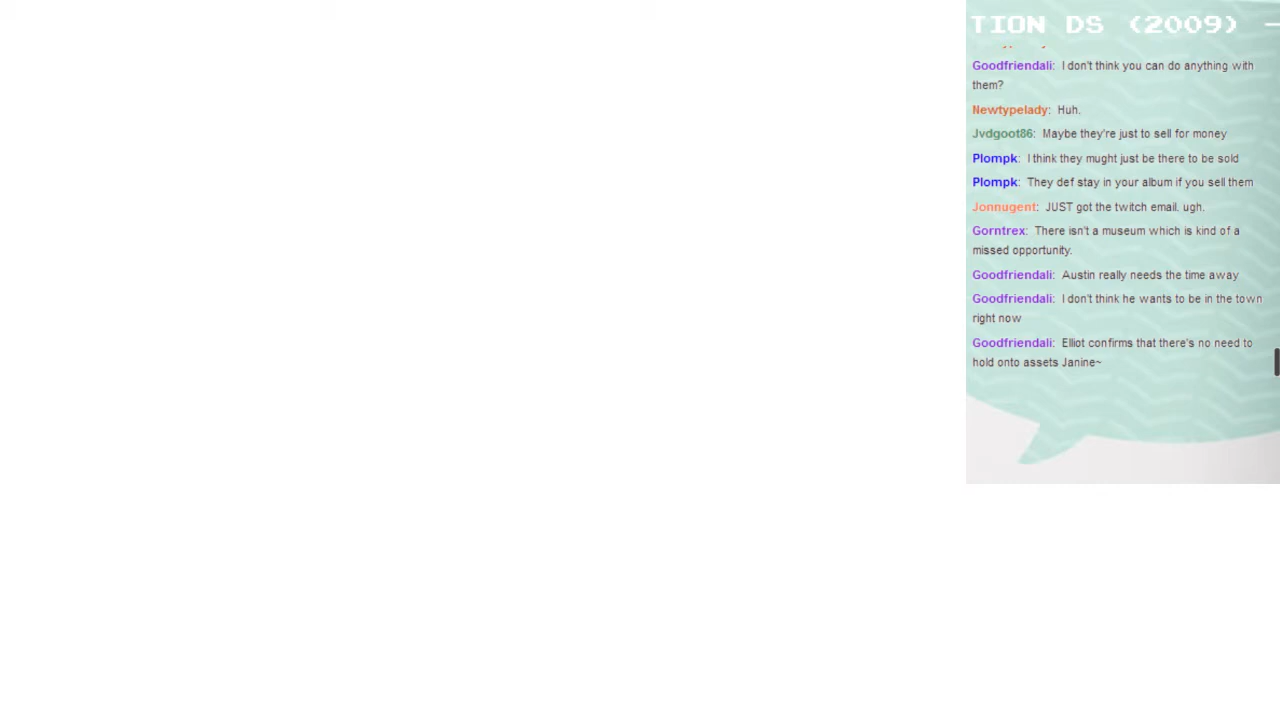 TION DS (2009) –
Goodfriendali: I don't think you can do anything with
them?
Newtypelady: Huh.
Jvdgoot86: Maybe they're just to sell for money
Plompk: I think they mught just be there to be sold
Plompk: They def stay in your album if you sell them
Jonnugent: JUST got the twitch email. ugh.
Gorntrex: There isn't a museum which is kind of a
missed opportunity.
Goodfriendali: Austin really needs the time away
Goodfriendali: I don't think he wants to be in the town
right now
Goodfriendali: Elliot confirms that there's no need to
hold onto assets Janine~